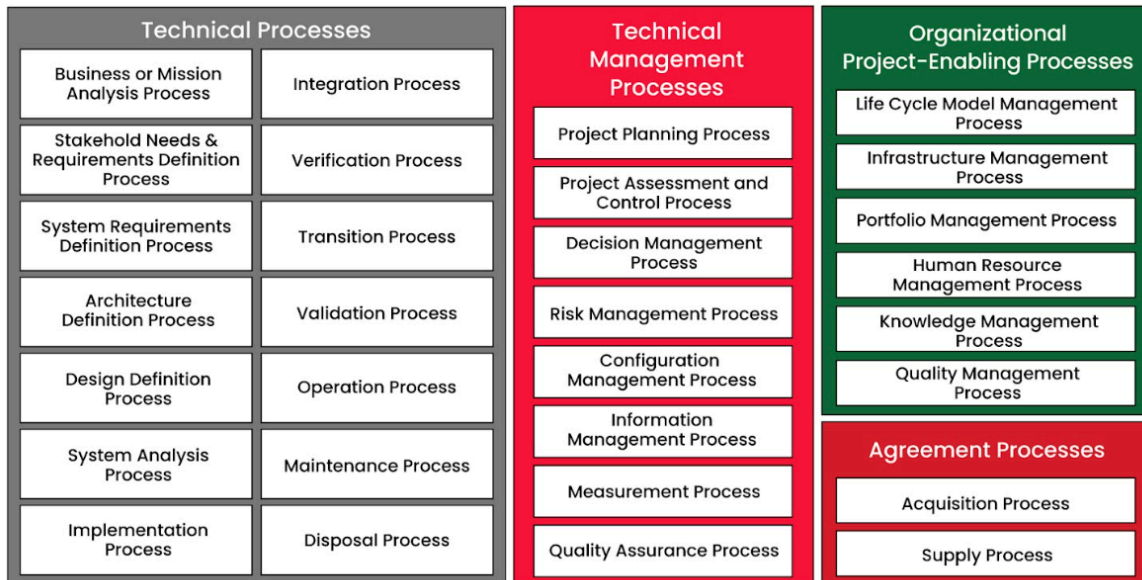 Technical Processes
Business or Mission
Analysis Process
Stakehold Needs &
Requirements Definition
Process
System Requirements
Definition Process
Architecture
Definition Process
Design Definition
Process
System Analysis
Process
Implementation
Process
Integration Process
Verification Process
Transition Process
Validation Process
Operation Process
Maintenance Process
Disposal Process
Technical
Management
Processes
Project Planning Process
Project Assessment and
Control Process
Decision Management
Process
Risk Management Process
Configuration
Management Process
Information
Management Process
Measurement Process
Quality Assurance Process
Organizational
Project-Enabling Processes
Life Cycle Model Management
Process
Infrastructure Management
Process
Portfolio Management Process
Human Resource
Management Process
Knowledge Management
Process
Quality Management
Process
Agreement Processes
Acquisition Process
Supply Process